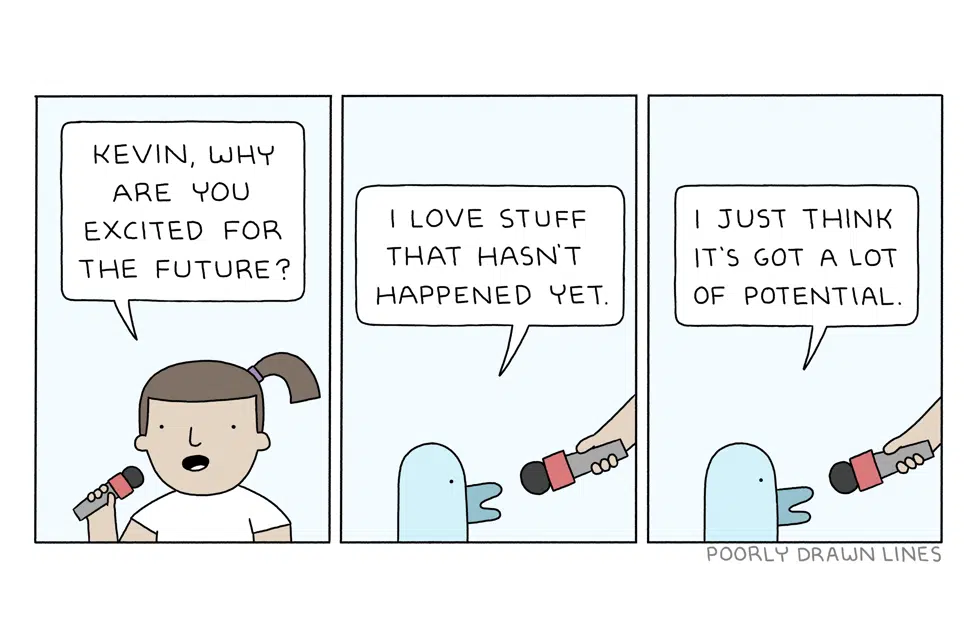 KEVIN, WHY
ARE YOU
EXCITED FOR
THE FUTURE?
I LOVE STUFF
THAT HASN'T
HAPPENED YET.
I JUST THINK
IT'S GOT A LOT
OF POTENTIAL.
POORLY DRAWN LINES